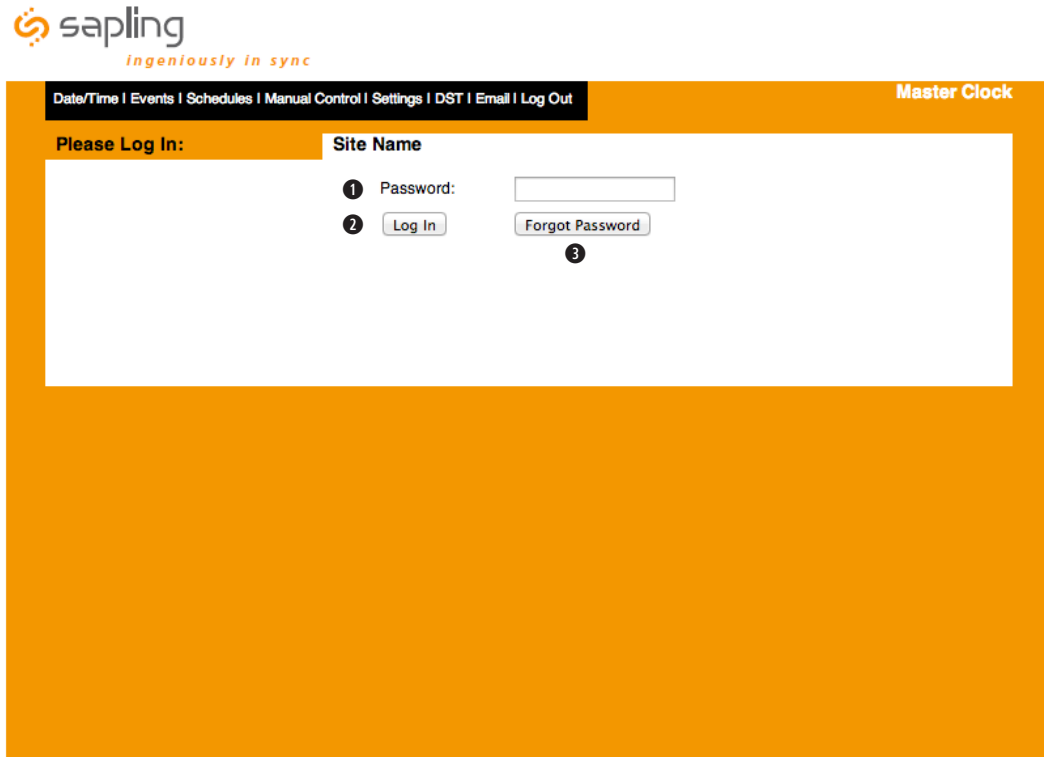 sapling
ingeniously in sync
Master Clock
Date/Time | Events | Schedules | Manual Control | Settings | DST | Email | Log Out
Please Log In:
Site Name
1 Password:
2 Log In Forgot Password
3